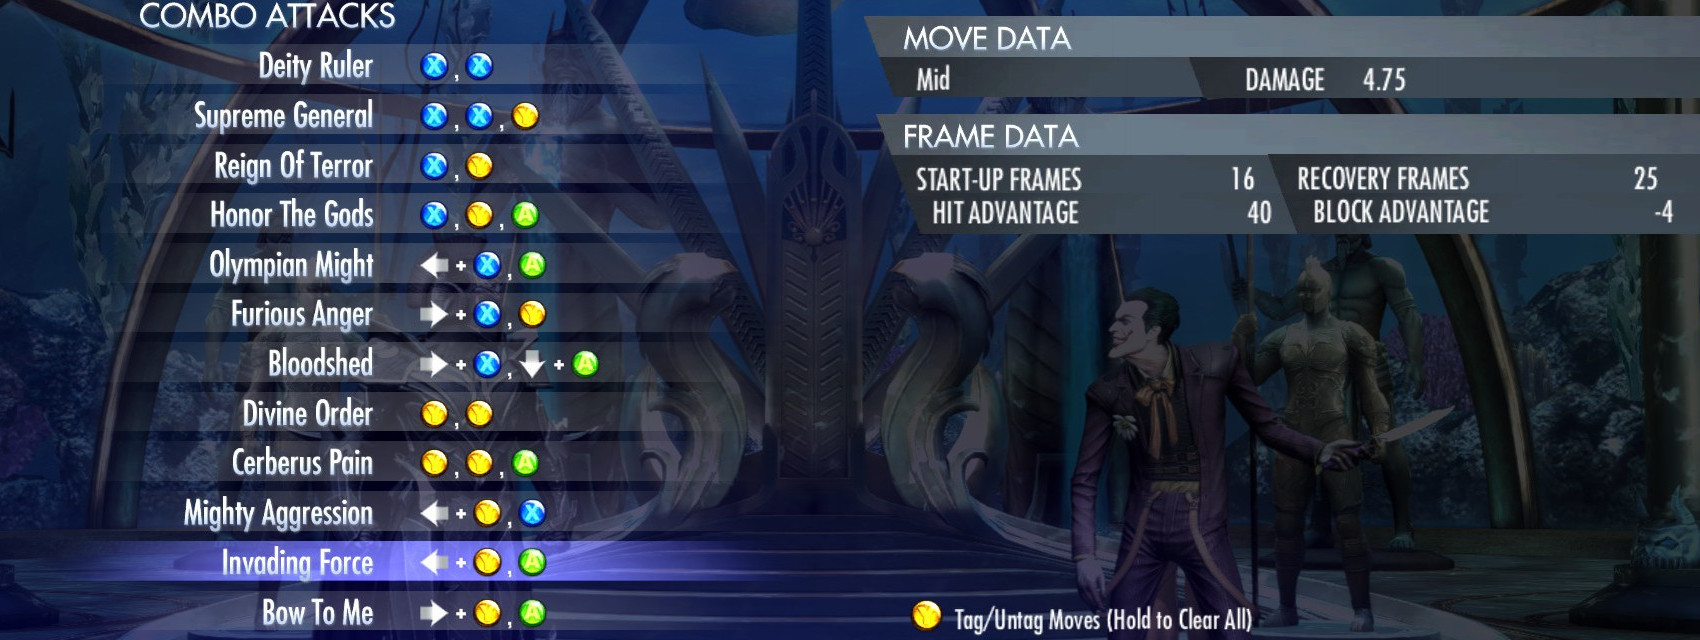 COMBO ATTACKS
Deity Ruler X , X
Supreme General X , X , Y
Reign Of Terror X , Y
Honor The Gods X , Y , A
Olympian Might ← + X , A
Furious Anger → + X , Y
Bloodshed → + X , ↓ + A
Divine Order Y , Y
Cerberus Pain Y , Y , A
Mighty Aggression ← + Y , X
Invading Force ← + Y , A
Bow To Me → + Y , A
MOVE DATA
Mid DAMAGE 4.75
FRAME DATA
START-UP FRAMES 16 RECOVERY FRAMES 25
HIT ADVANTAGE 40 BLOCK ADVANTAGE -4
Y Tag/Untag Moves (Hold to Clear All)